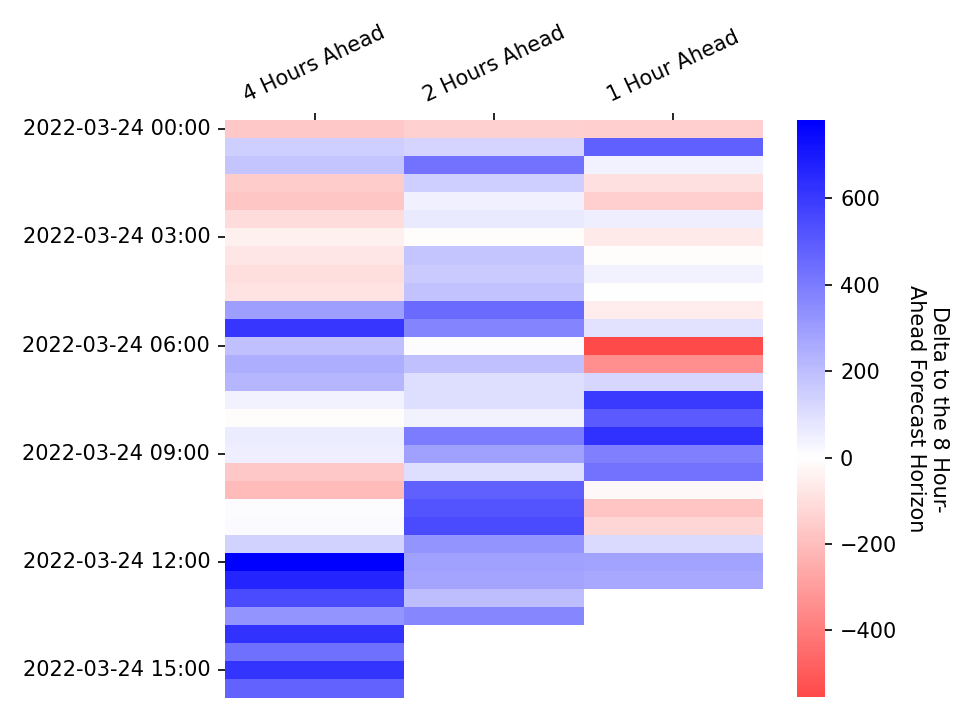 4 Hours Ahead
2 Hours Ahead
1 Hour Ahead
2022-03-24 00:00
2022-03-24 03:00
2022-03-24 06:00
2022-03-24 09:00
2022-03-24 12:00
2022-03-24 15:00
600
400
200
0
−200
−400
Delta to the 8 Hour-
Ahead Forecast Horizon